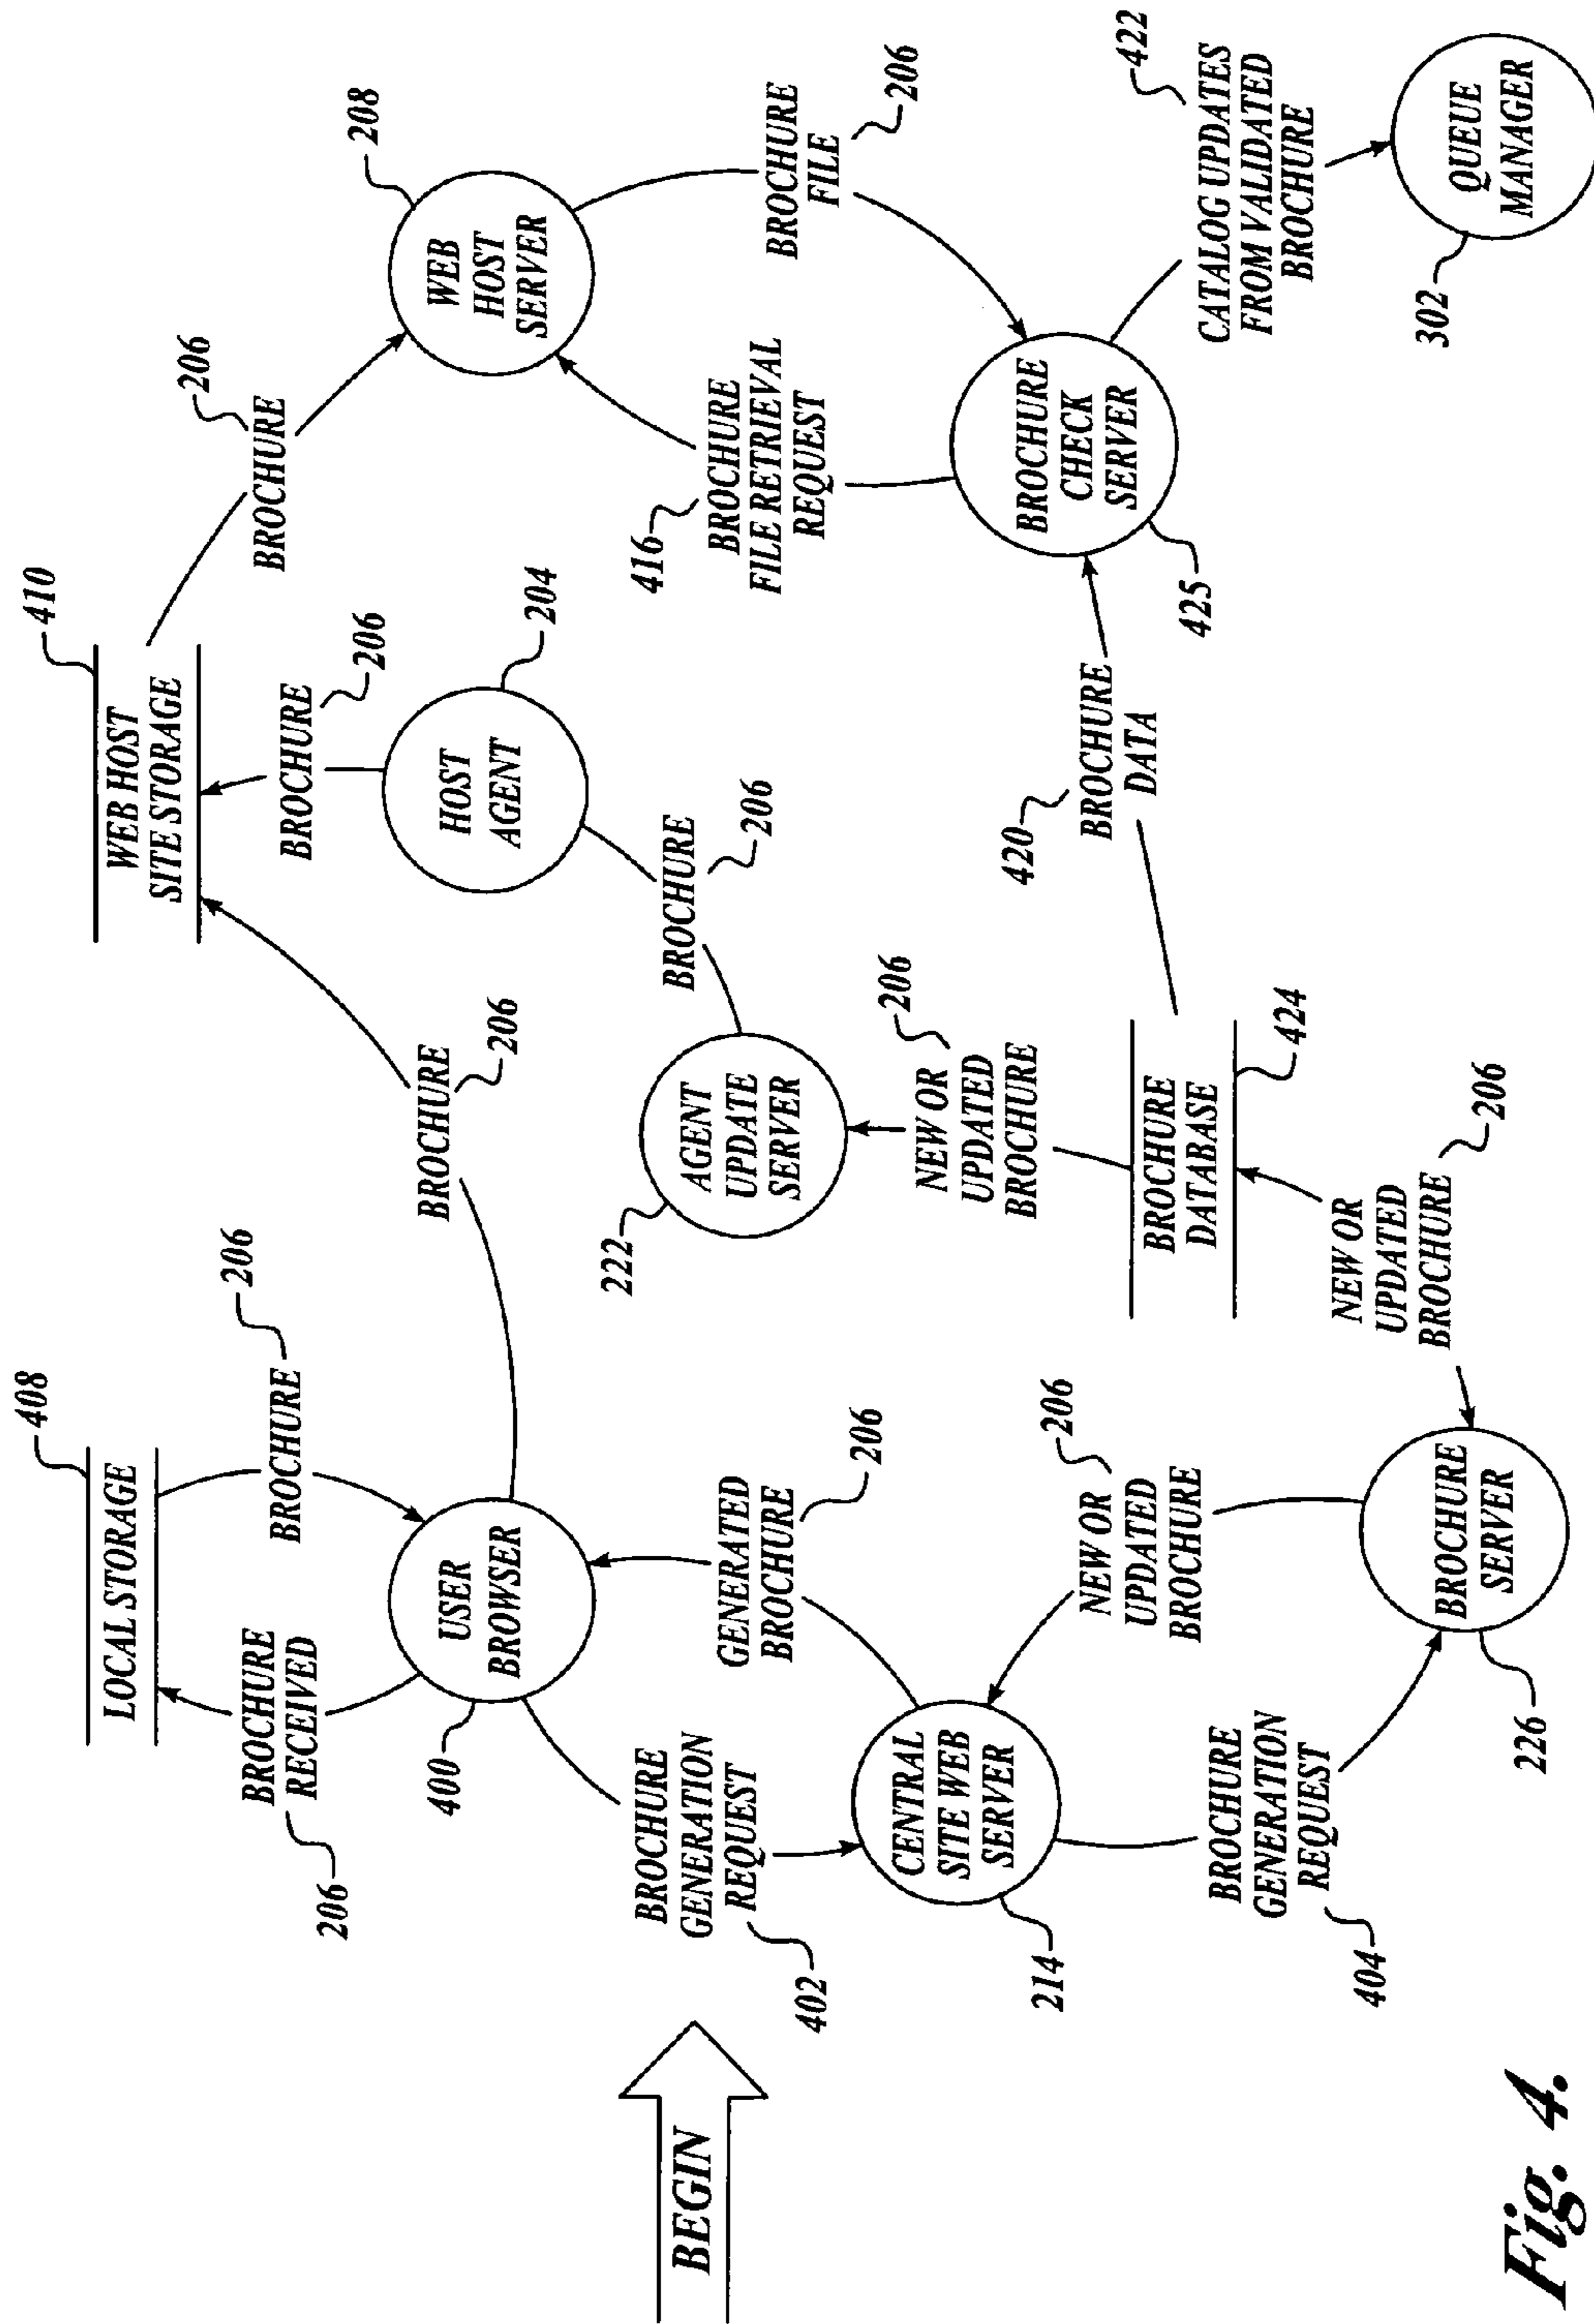 408
LOCAL STORAGE
206
BROCHURE
RECEIVED
BROCHURE
206
400
USER
BROWSER
BROCHURE
206
410
WEB HOST
SITE STORAGE
BROCHURE
206
HOST
AGENT
204
BROCHURE
206
WEB
HOST
SERVER
208
BEGIN
BROCHURE
GENERATION
REQUEST
402
GENERATED
BROCHURE
206
222
AGENT
UPDATE
SERVER
BROCHURE
206
416
BROCHURE
FILE RETRIEVAL
REQUEST
BROCHURE
FILE
206
CENTRAL
SITE WEB
SERVER
214
NEW OR
UPDATED
BROCHURE
206
420
BROCHURE
DATA
BROCHURE
CHECK
SERVER
425
BROCHURE
GENERATION
REQUEST
404
NEW OR
UPDATED
BROCHURE
206
BROCHURE
DATABASE
424
CATALOG UPDATES
FROM VALIDATED
BROCHURE
422
BROCHURE
SERVER
226
NEW OR
UPDATED
BROCHURE
206
302
QUEUE
MANAGER
Fig. 4.